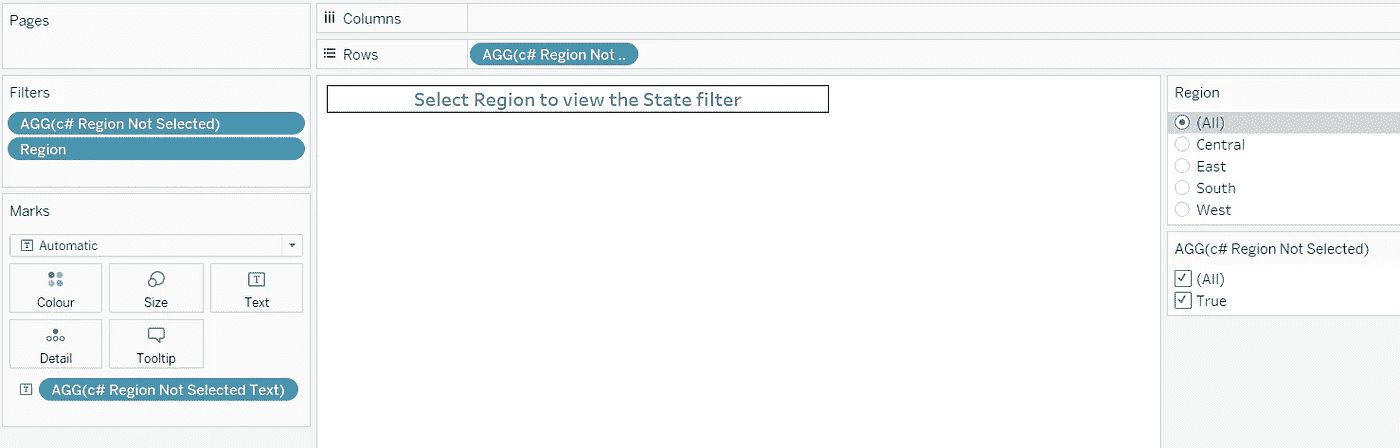 Pages
Columns
Rows
AGG(c# Region Not ..
Filters
AGG(c# Region Not Selected)
Region
Marks
Automatic
Colour
Size
Text
Detail
Tooltip
AGG(c# Region Not Selected Text)
Select Region to view the State filter
Region
(All)
Central
East
South
West
AGG(c# Region Not Selected)
(All)
True